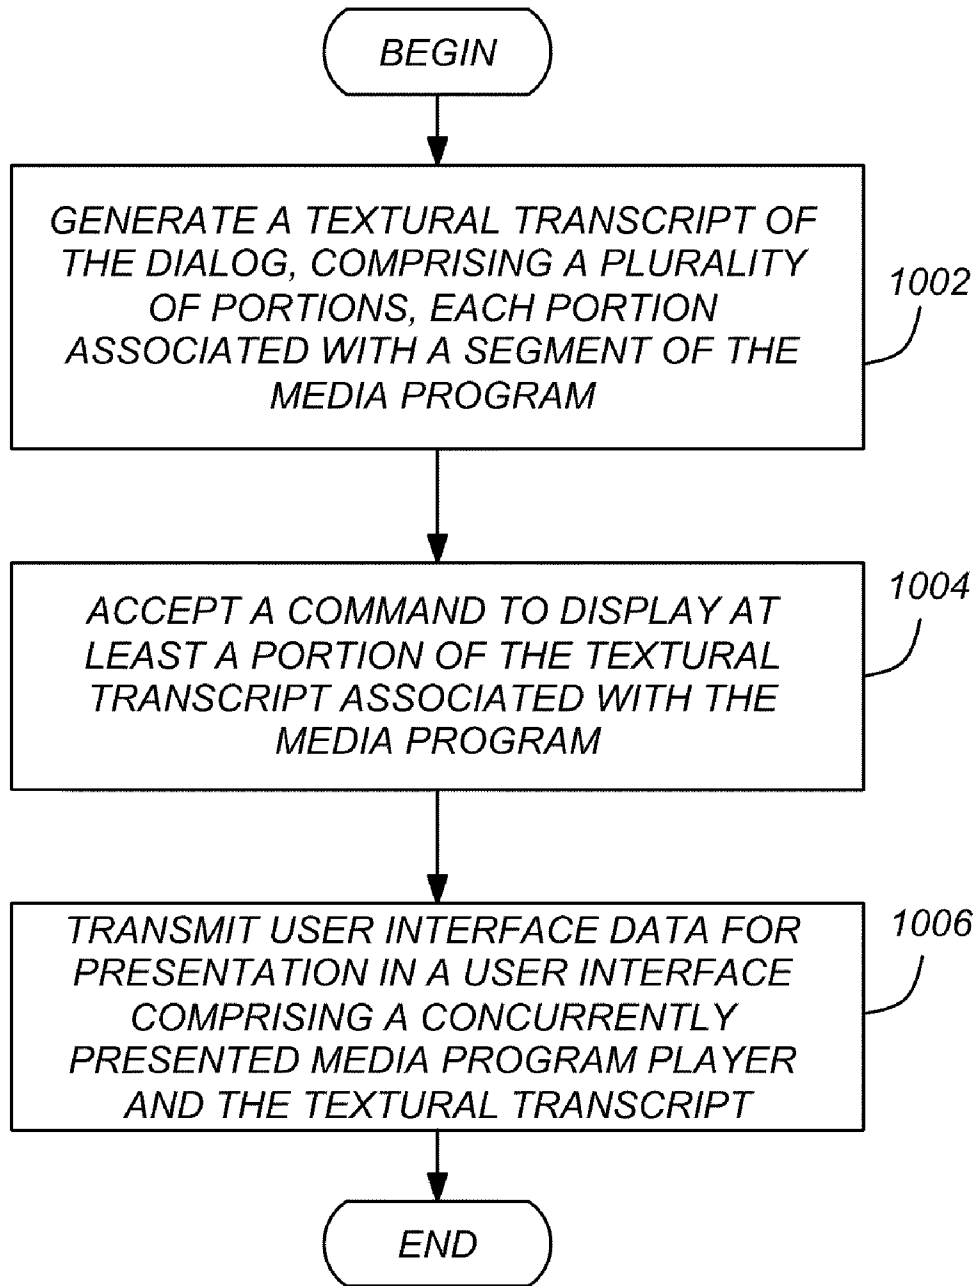 BEGIN
GENERATE A TEXTURAL TRANSCRIPT OF
THE DIALOG, COMPRISING A PLURALITY
OF PORTIONS, EACH PORTION
ASSOCIATED WITH A SEGMENT OF THE
MEDIA PROGRAM
1002
ACCEPT A COMMAND TO DISPLAY AT
LEAST A PORTION OF THE TEXTURAL
TRANSCRIPT ASSOCIATED WITH THE
MEDIA PROGRAM
1004
TRANSMIT USER INTERFACE DATA FOR
PRESENTATION IN A USER INTERFACE
COMPRISING A CONCURRENTLY
PRESENTED MEDIA PROGRAM PLAYER
AND THE TEXTURAL TRANSCRIPT
1006
END